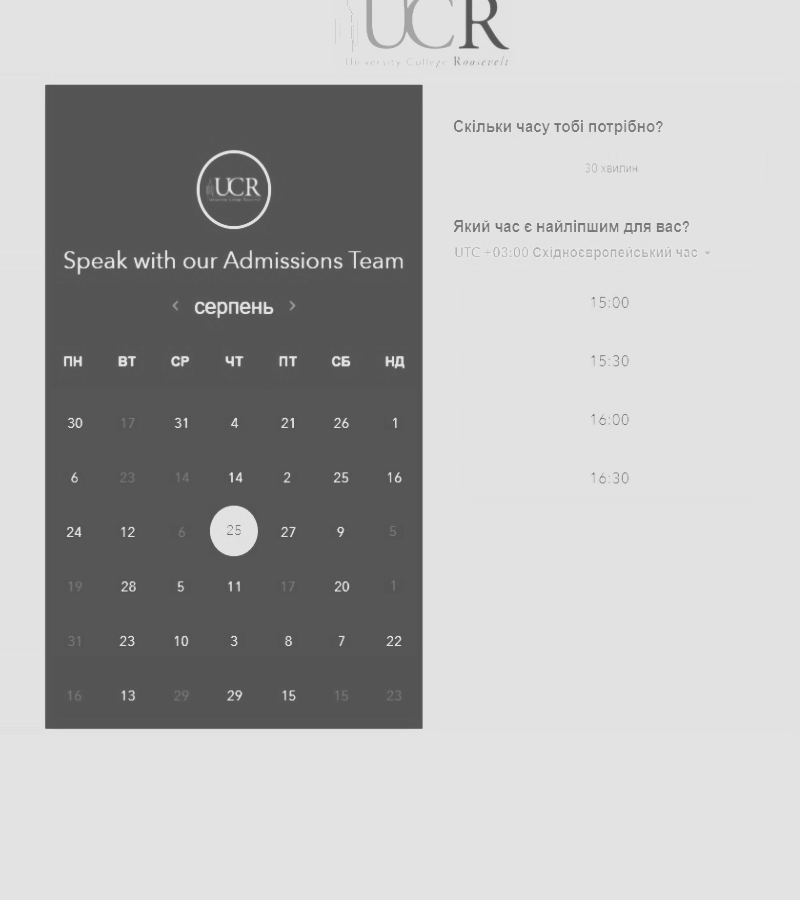 UCR
University College Roosevelt
UCR
Speak with our Admissions Team
серпень
ПН ВТ СР ЧТ ПТ СБ НД
30 17 31 4 21 26 1
6 23 14 14 2 25 16
24 12 6 25 27 9 5
19 28 5 11 17 20 1
31 23 10 3 8 7 22
16 13 29 29 15 15 23
Скільки часу тобі потрібно?
30 хвилин
Який час є найліпшим для вас?
UTC +03:00 Східноєвропейський час
15:00
15:30
16:00
16:30